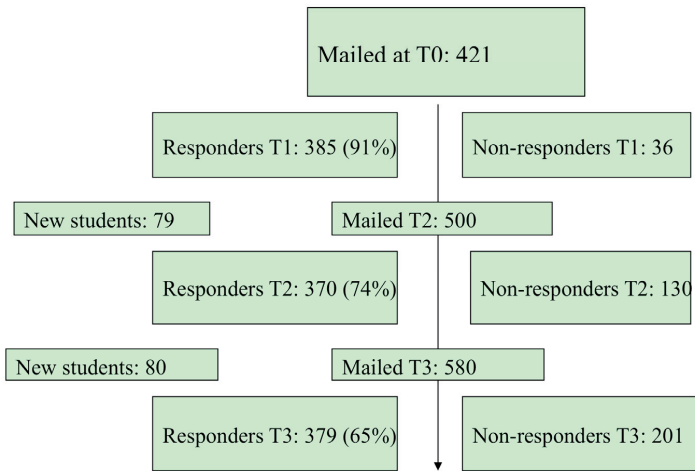 Mailed at T0: 421
Responders T1: 385 (91%)
Non-responders T1: 36
New students: 79
Mailed T2: 500
Responders T2: 370 (74%)
Non-responders T2: 130
New students: 80
Mailed T3: 580
Responders T3: 379 (65%)
Non-responders T3: 201